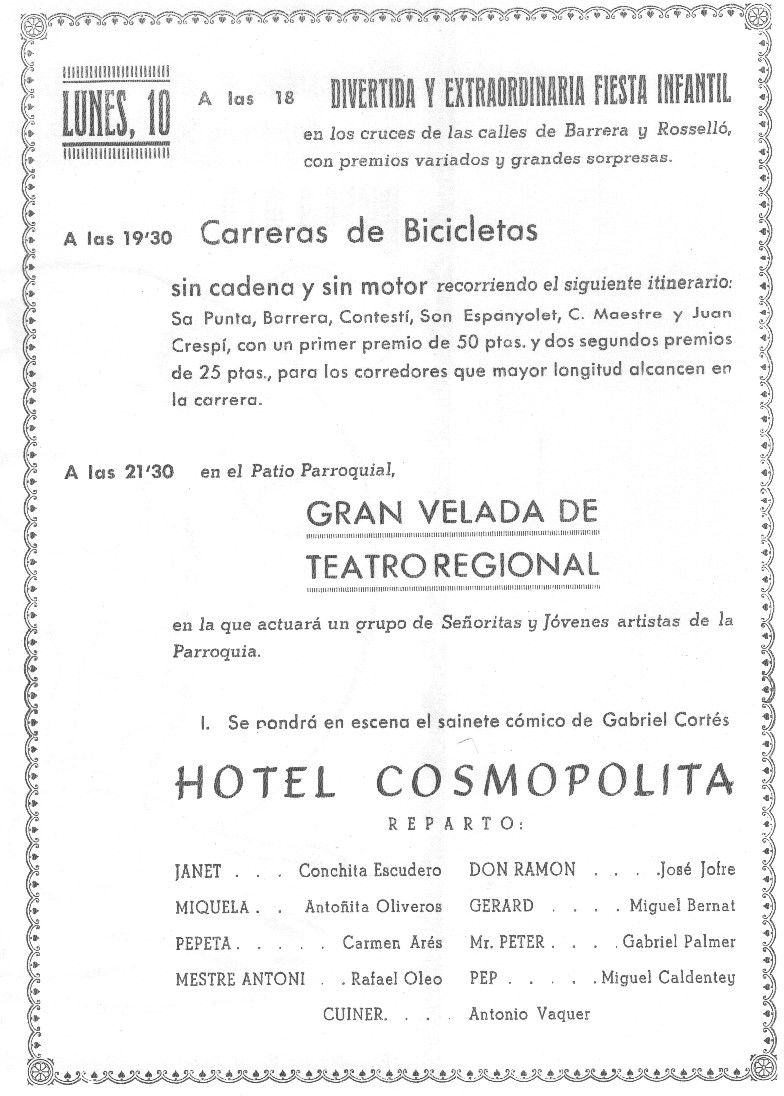 LUNES, 10
A las 18 DIVERTIDA Y EXTRAORDINARIA FIESTA INFANTIL
en los cruces de las calles de Barrera y Rosselló,
con premios variados y grandes sorpresas.
A las 19'30 Carreras de Bicicletas
sin cadena y sin motor recorriendo el siguiente itinerario:
Sa Punta, Barrera, Contestí, Son Espanyolet, C. Maestre y Juan
Crespí, con un primer premio de 50 ptas. y dos segundos premios
de 25 ptas., para los corredores que mayor longitud alcancen en
la carrera.
A las 21'30 en el Patio Parroquial,
GRAN VELADA DE
TEATRO REGIONAL
en la que actuará un grupo de Señoritas y Jóvenes artistas de la
Parroquia.
I. Se pondrá en escena el sainete cómico de Gabriel Cortés
HOTEL COSMOPOLITA
REPARTO:
JANET . . . Conchita Escudero DON RAMON . . . . José Jofre
MIQUELA . . Antoñita Oliveros GERARD . . . . Miguel Bernat
PEPETA . . . . . Carmen Arés Mr. PETER . . . . Gabriel Palmer
MESTRE ANTONI . . Rafael Oleo PEP . . . . . Miguel Caldentey
CUINER. . . . Antonio Vaquer